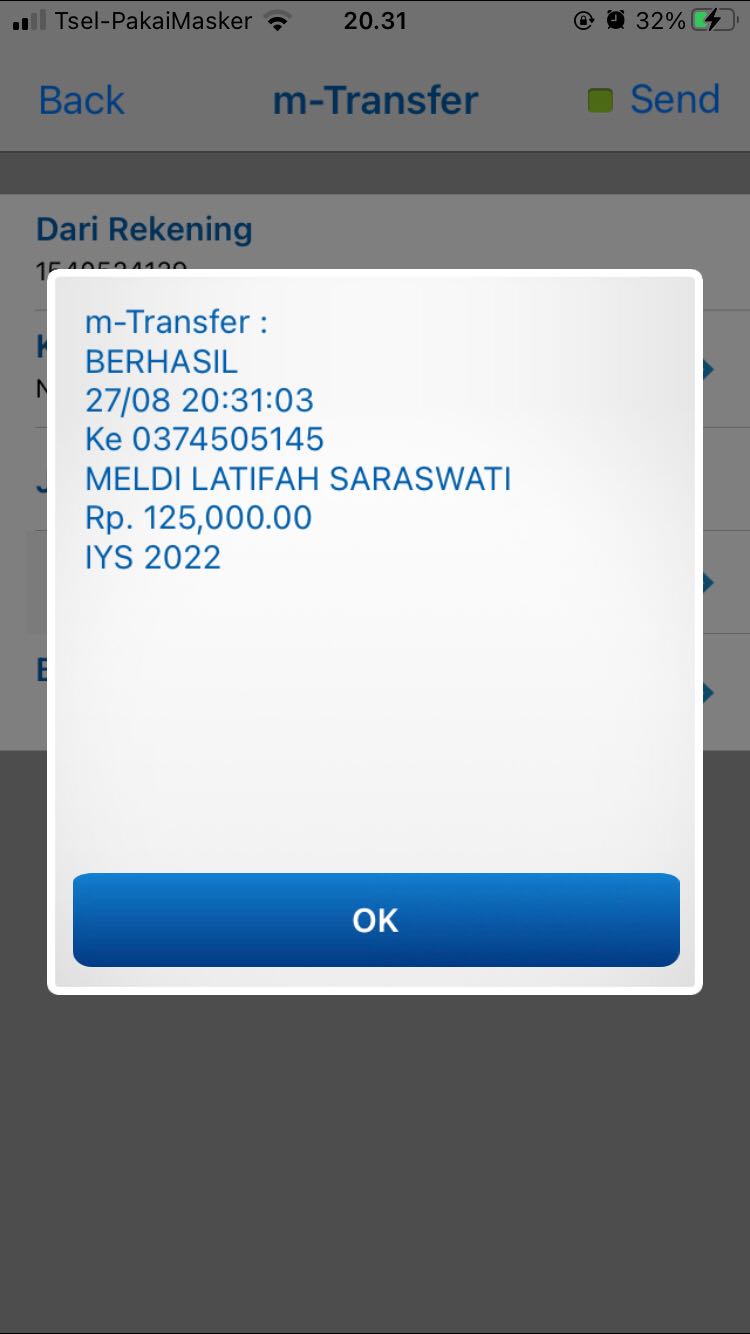 Tsel-PakaiMasker 20.31 32%
Back m-Transfer Send
Dari Rekening
m-Transfer :
BERHASIL
27/08 20:31:03
Ke 0374505145
MELDI LATIFAH SARASWATI
Rp. 125,000.00
IYS 2022
OK